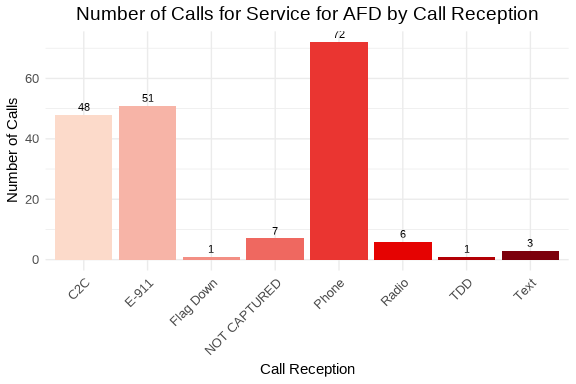 Number of Calls for Service for AFD by Call Reception
Number of Calls
60
40
20
0
48
51
1
7
72
6
1
3
C2C
E-911
Flag Down
NOT CAPTURED
Phone
Radio
TDD
Text
Call Reception